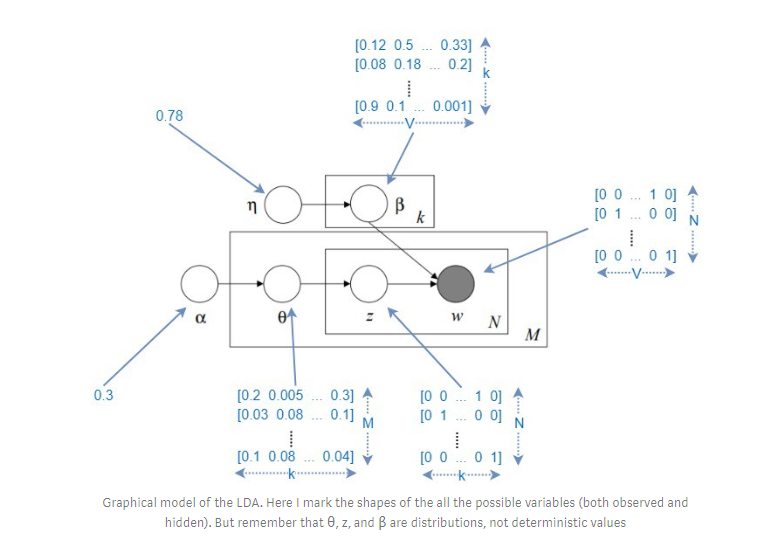 [0.12 0.5 ... 0.33]
[0.08 0.18 ... 0.2]
k
[0.9 0.1 ... 0.001]
V
0.78
η
β
k
[0 0 ... 1 0]
[0 1 ... 0 0]
N
[0 0 ... 0 1]
V
α
θ
z
w
N
M
0.3
[0.2 0.005 ... 0.3]
[0.03 0.08 ... 0.1]
M
[0.1 0.08 ... 0.04]
k
[0 0 ... 1 0]
[0 1 ... 0 0]
N
[0 0 ... 0 1]
k
Graphical model of the LDA. Here I mark the shapes of the all the possible variables (both observed and
hidden). But remember that θ, z, and β are distributions, not deterministic values